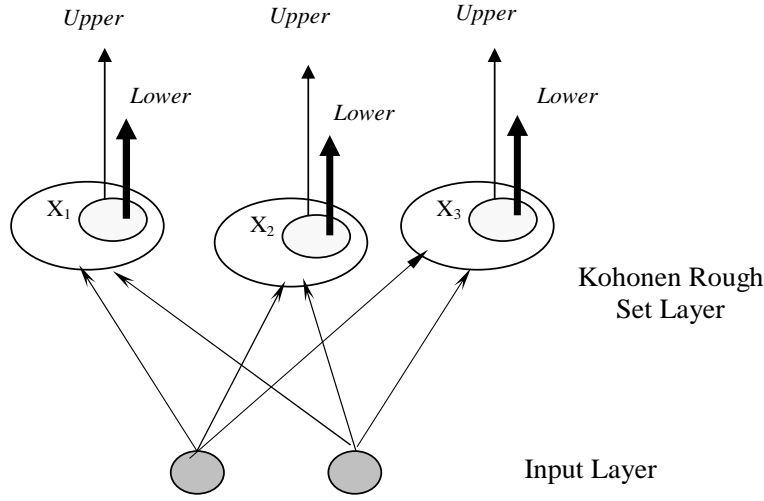 Upper
Upper
Upper
Lower
Lower
Lower
X₁
X₂
X₃
Kohonen Rough
Set Layer
Input Layer